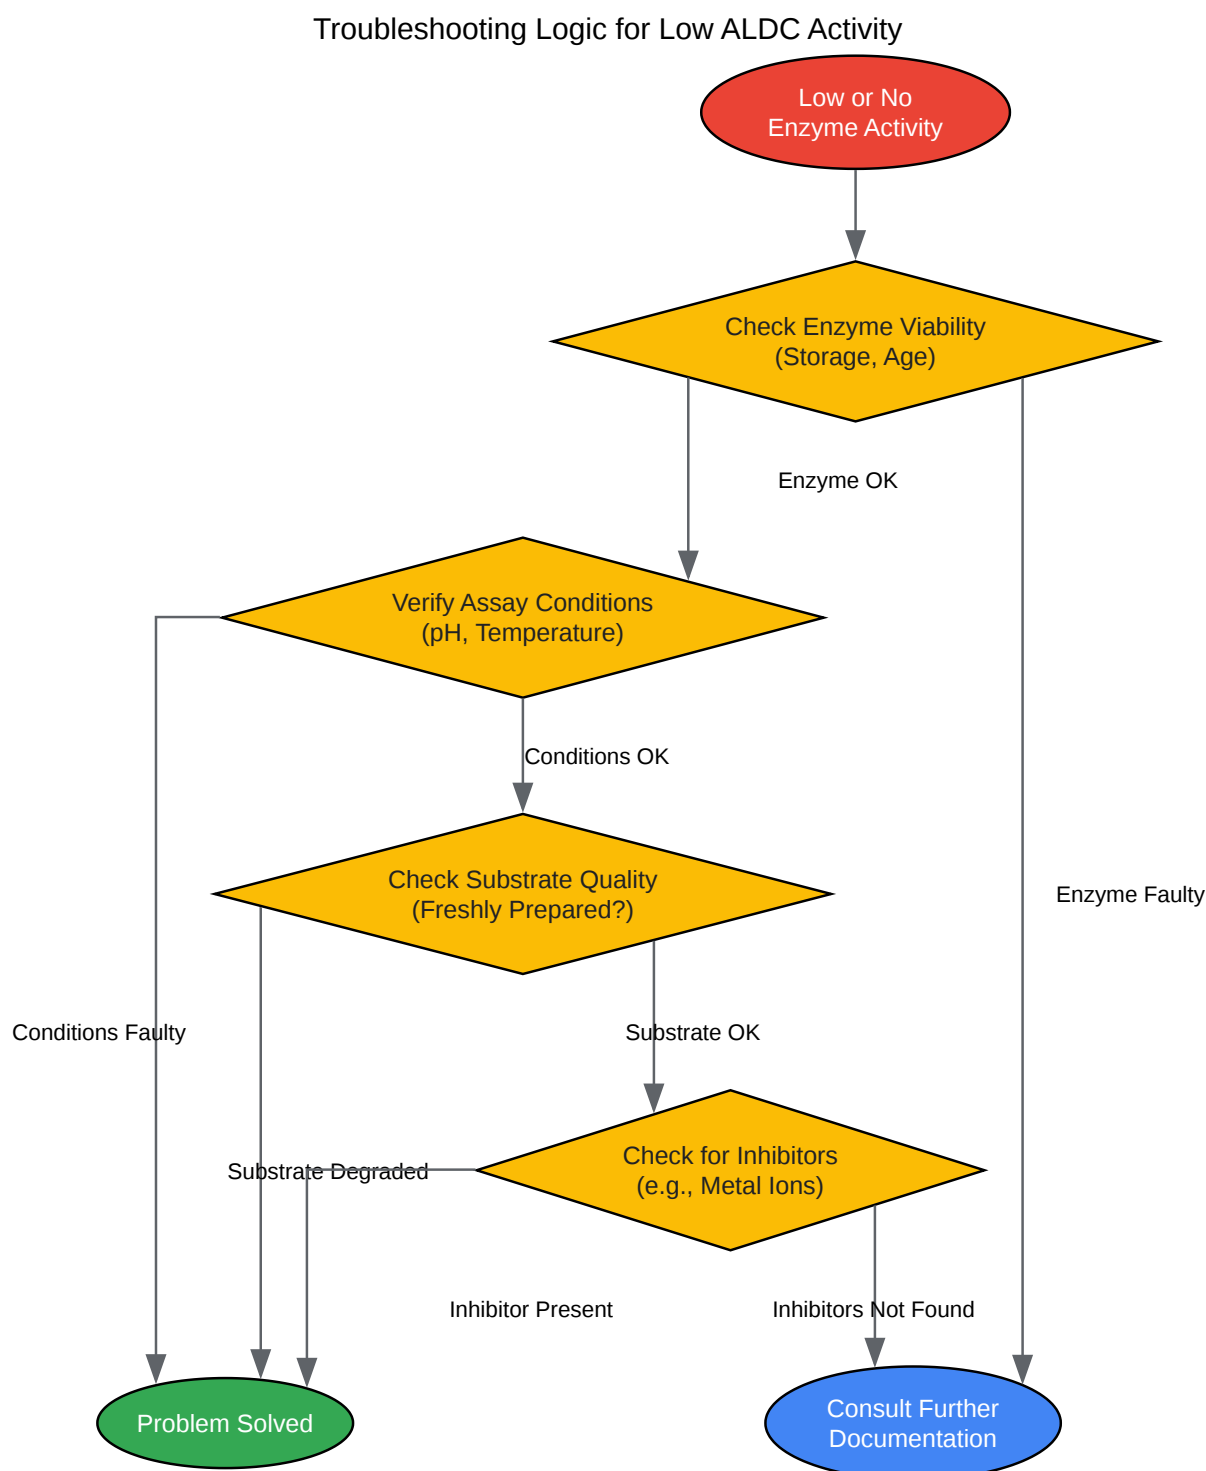 Troubleshooting Logic for Low ALDC Activity
Low or No
Enzyme Activity
Check Enzyme Viability
(Storage, Age)
Enzyme OK
Verify Assay Conditions
(pH, Temperature)
Conditions OK
Check Substrate Quality
(Freshly Prepared?)
Enzyme Faulty
Conditions Faulty
Substrate OK
Check for Inhibitors
(e.g., Metal Ions)
Substrate Degraded
Inhibitor Present
Inhibitors Not Found
Problem Solved
Consult Further
Documentation